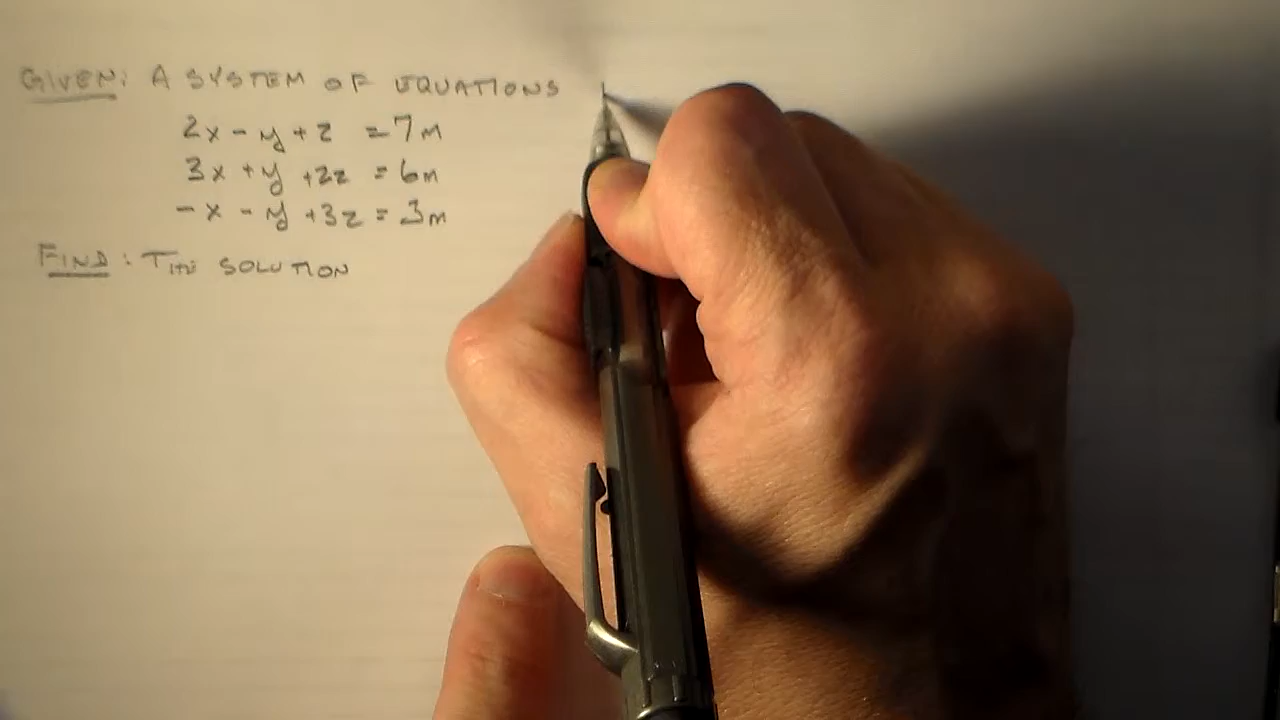 GIVEN: A SYSTEM OF EQUATIONS
2x - y + z = 7m
3x + y + 2z = 6m
-x - y + 3z = 3m
FIND: THE SOLUTION